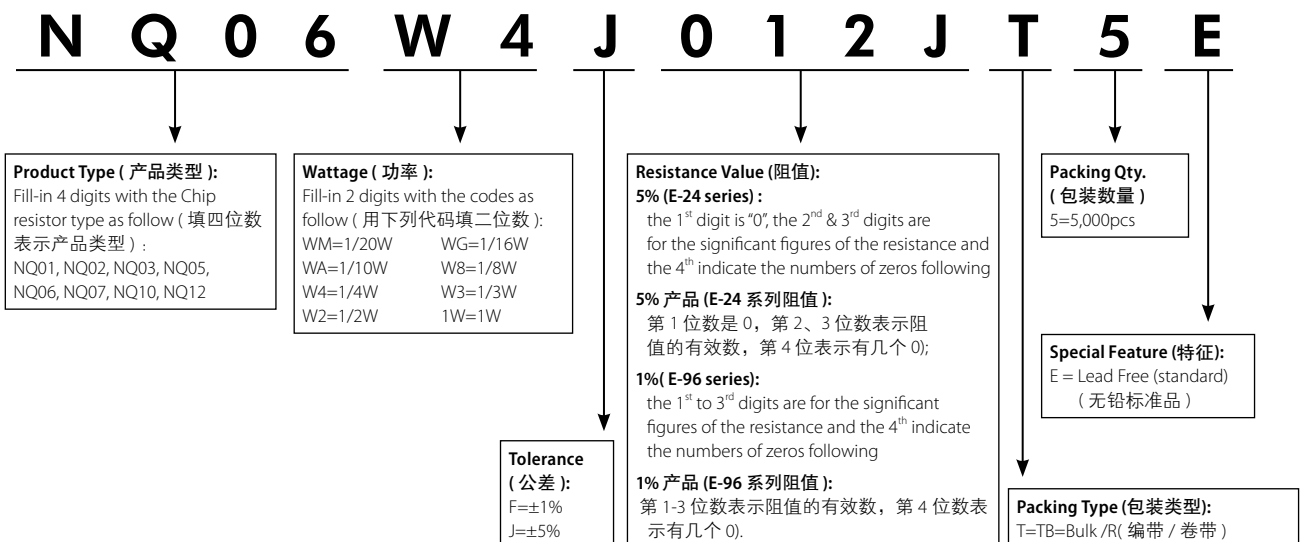 NQ06W4J012JT5E
Product Type ( 产品类型 ):
Fill-in 4 digits with the Chip
resistor type as follow ( 填四位数
表示产品类型 ) :
NQ01, NQ02, NQ03, NQ05,
NQ06, NQ07, NQ10, NQ12
Wattage ( 功率 ):
Fill-in 2 digits with the codes as
follow ( 用下列代码填二位数 ):
WM=1/20W WG=1/16W
WA=1/10W W8=1/8W
W4=1/4W W3=1/3W
W2=1/2W 1W=1W
Tolerance
( 公差 ):
F=±1%
J=±5%
Resistance Value (阻值):
5% (E-24 series) :
the 1st digit is “0”, the 2nd & 3rd digits are
for the significant figures of the resistance and
the 4th indicate the numbers of zeros following
5% 产品 (E-24 系列阻值 ):
第 1 位数是 0，第 2、3 位数表示阻
值的有效数，第 4 位表示有几个 0);
1%( E-96 series):
the 1st to 3rd digits are for the significant
figures of the resistance and the 4th indicate
the numbers of zeros following
1% 产品 (E-96 系列阻值 ):
第 1-3 位数表示阻值的有效数，第 4 位数表
示有几个 0).
Packing Qty.
( 包装数量 )
5=5,000pcs
Special Feature (特征):
E = Lead Free (standard)
( 无铅标准品 )
Packing Type (包装类型):
T=TB=Bulk /R( 编带 / 卷带 )